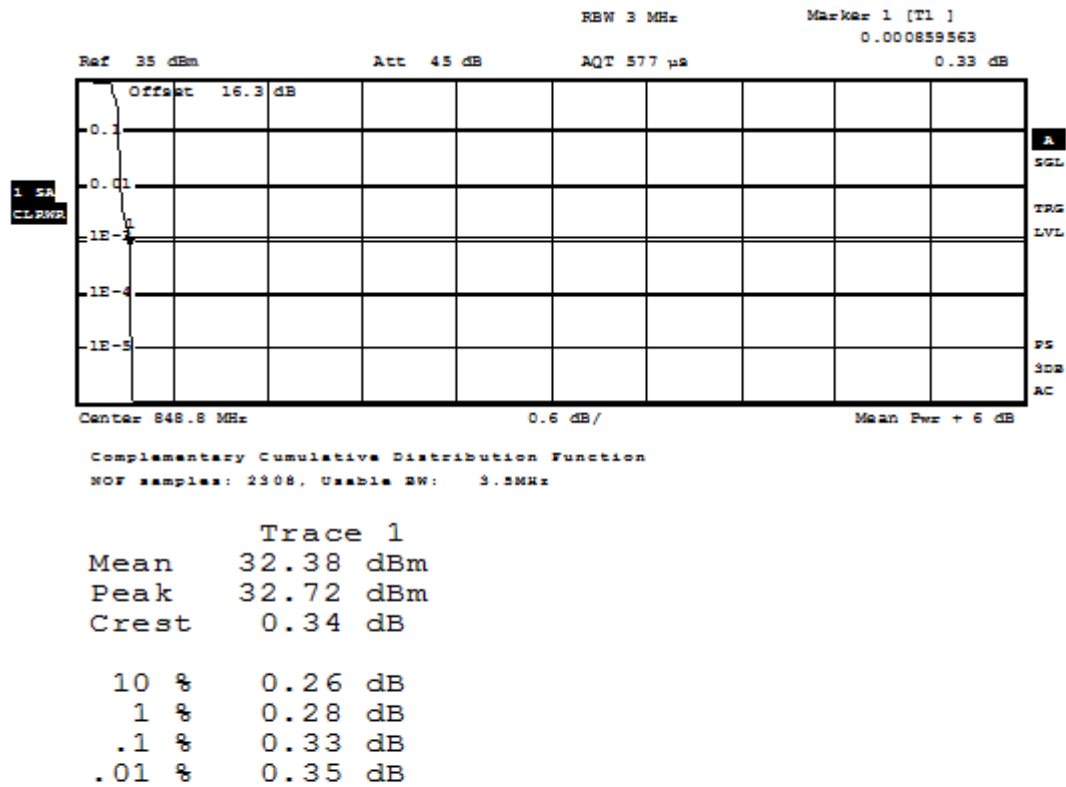 RBW 3 MHz Marker 1 [T1 ]
0.000859563
Ref 35 dBm Att 45 dB AQT 577 µs 0.33 dB
Offset 16.3 dB
0.1
A
SGL
0.01
1 SA
CLRWR
TRG
1
1E-3
LVL
1E-4
1E-5
PS
3DB
AC
Center 848.8 MHz 0.6 dB/ Mean Pwr + 6 dB
Complementary Cumulative Distribution Function
NOF samples: 2308, Usable BW: 3.5MHz
Trace 1
Mean 32.38 dBm
Peak 32.72 dBm
Crest 0.34 dB
10 % 0.26 dB
1 % 0.28 dB
.1 % 0.33 dB
.01 % 0.35 dB